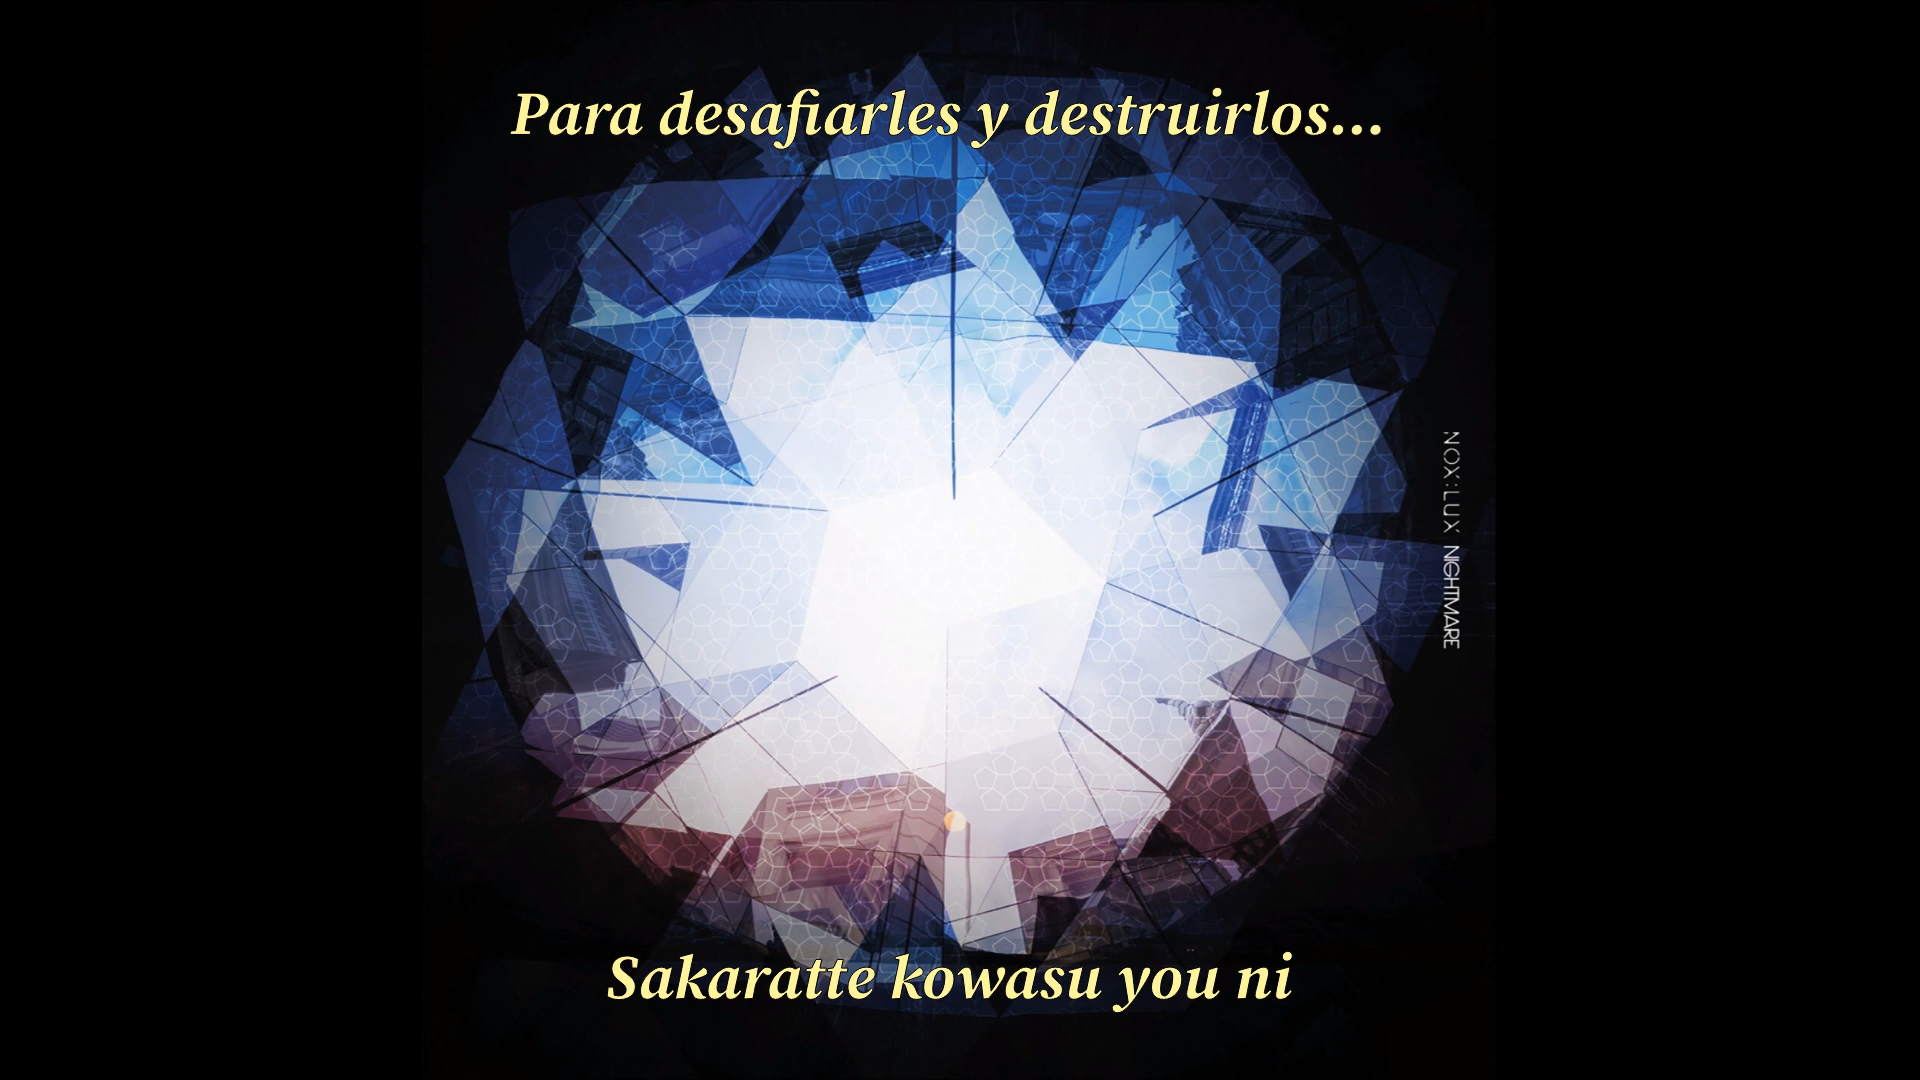 Para desafiarles y destruirlos...
NOX:LUX NIGHTMARE
Sakaratte kowasu you ni